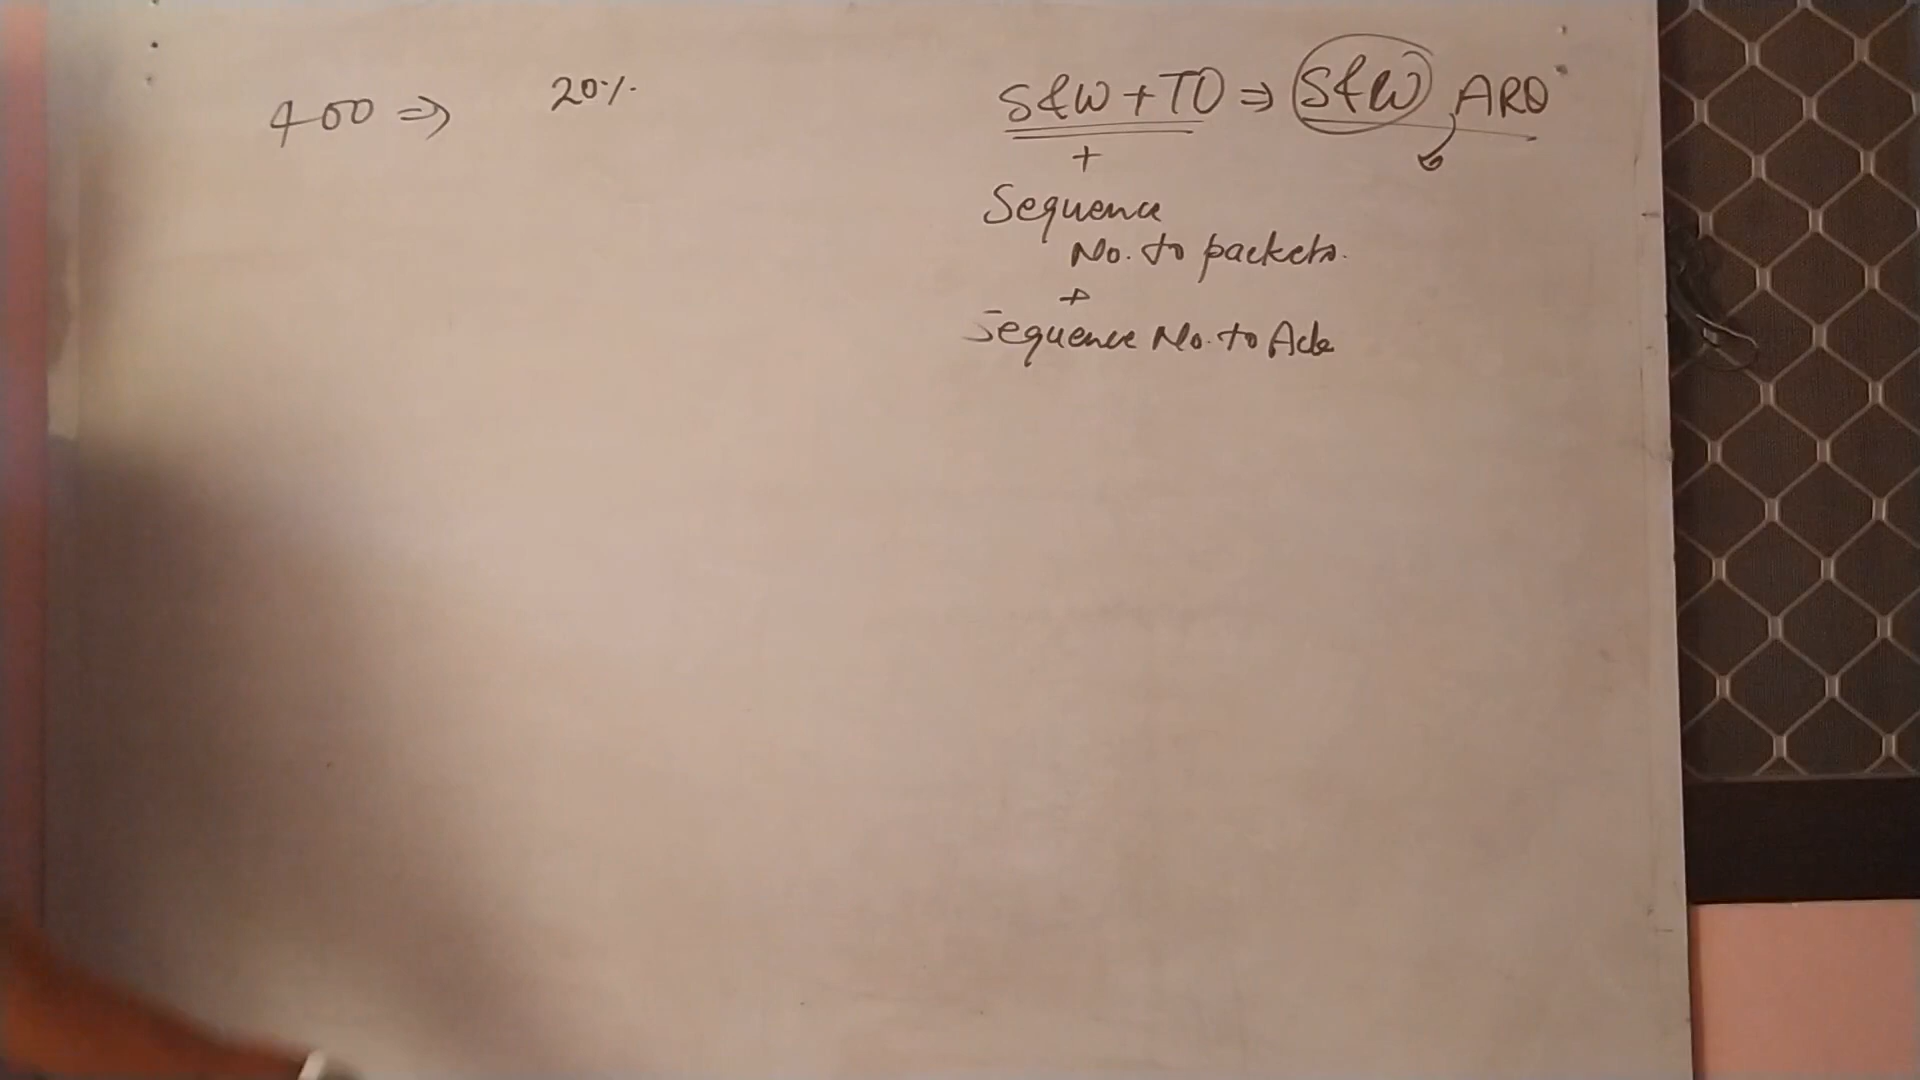 400 ⇒ 20%
S&W + TO ⇒ S&W ARQ
+
Sequence
No. to packets.
+
Sequence No. to Ack